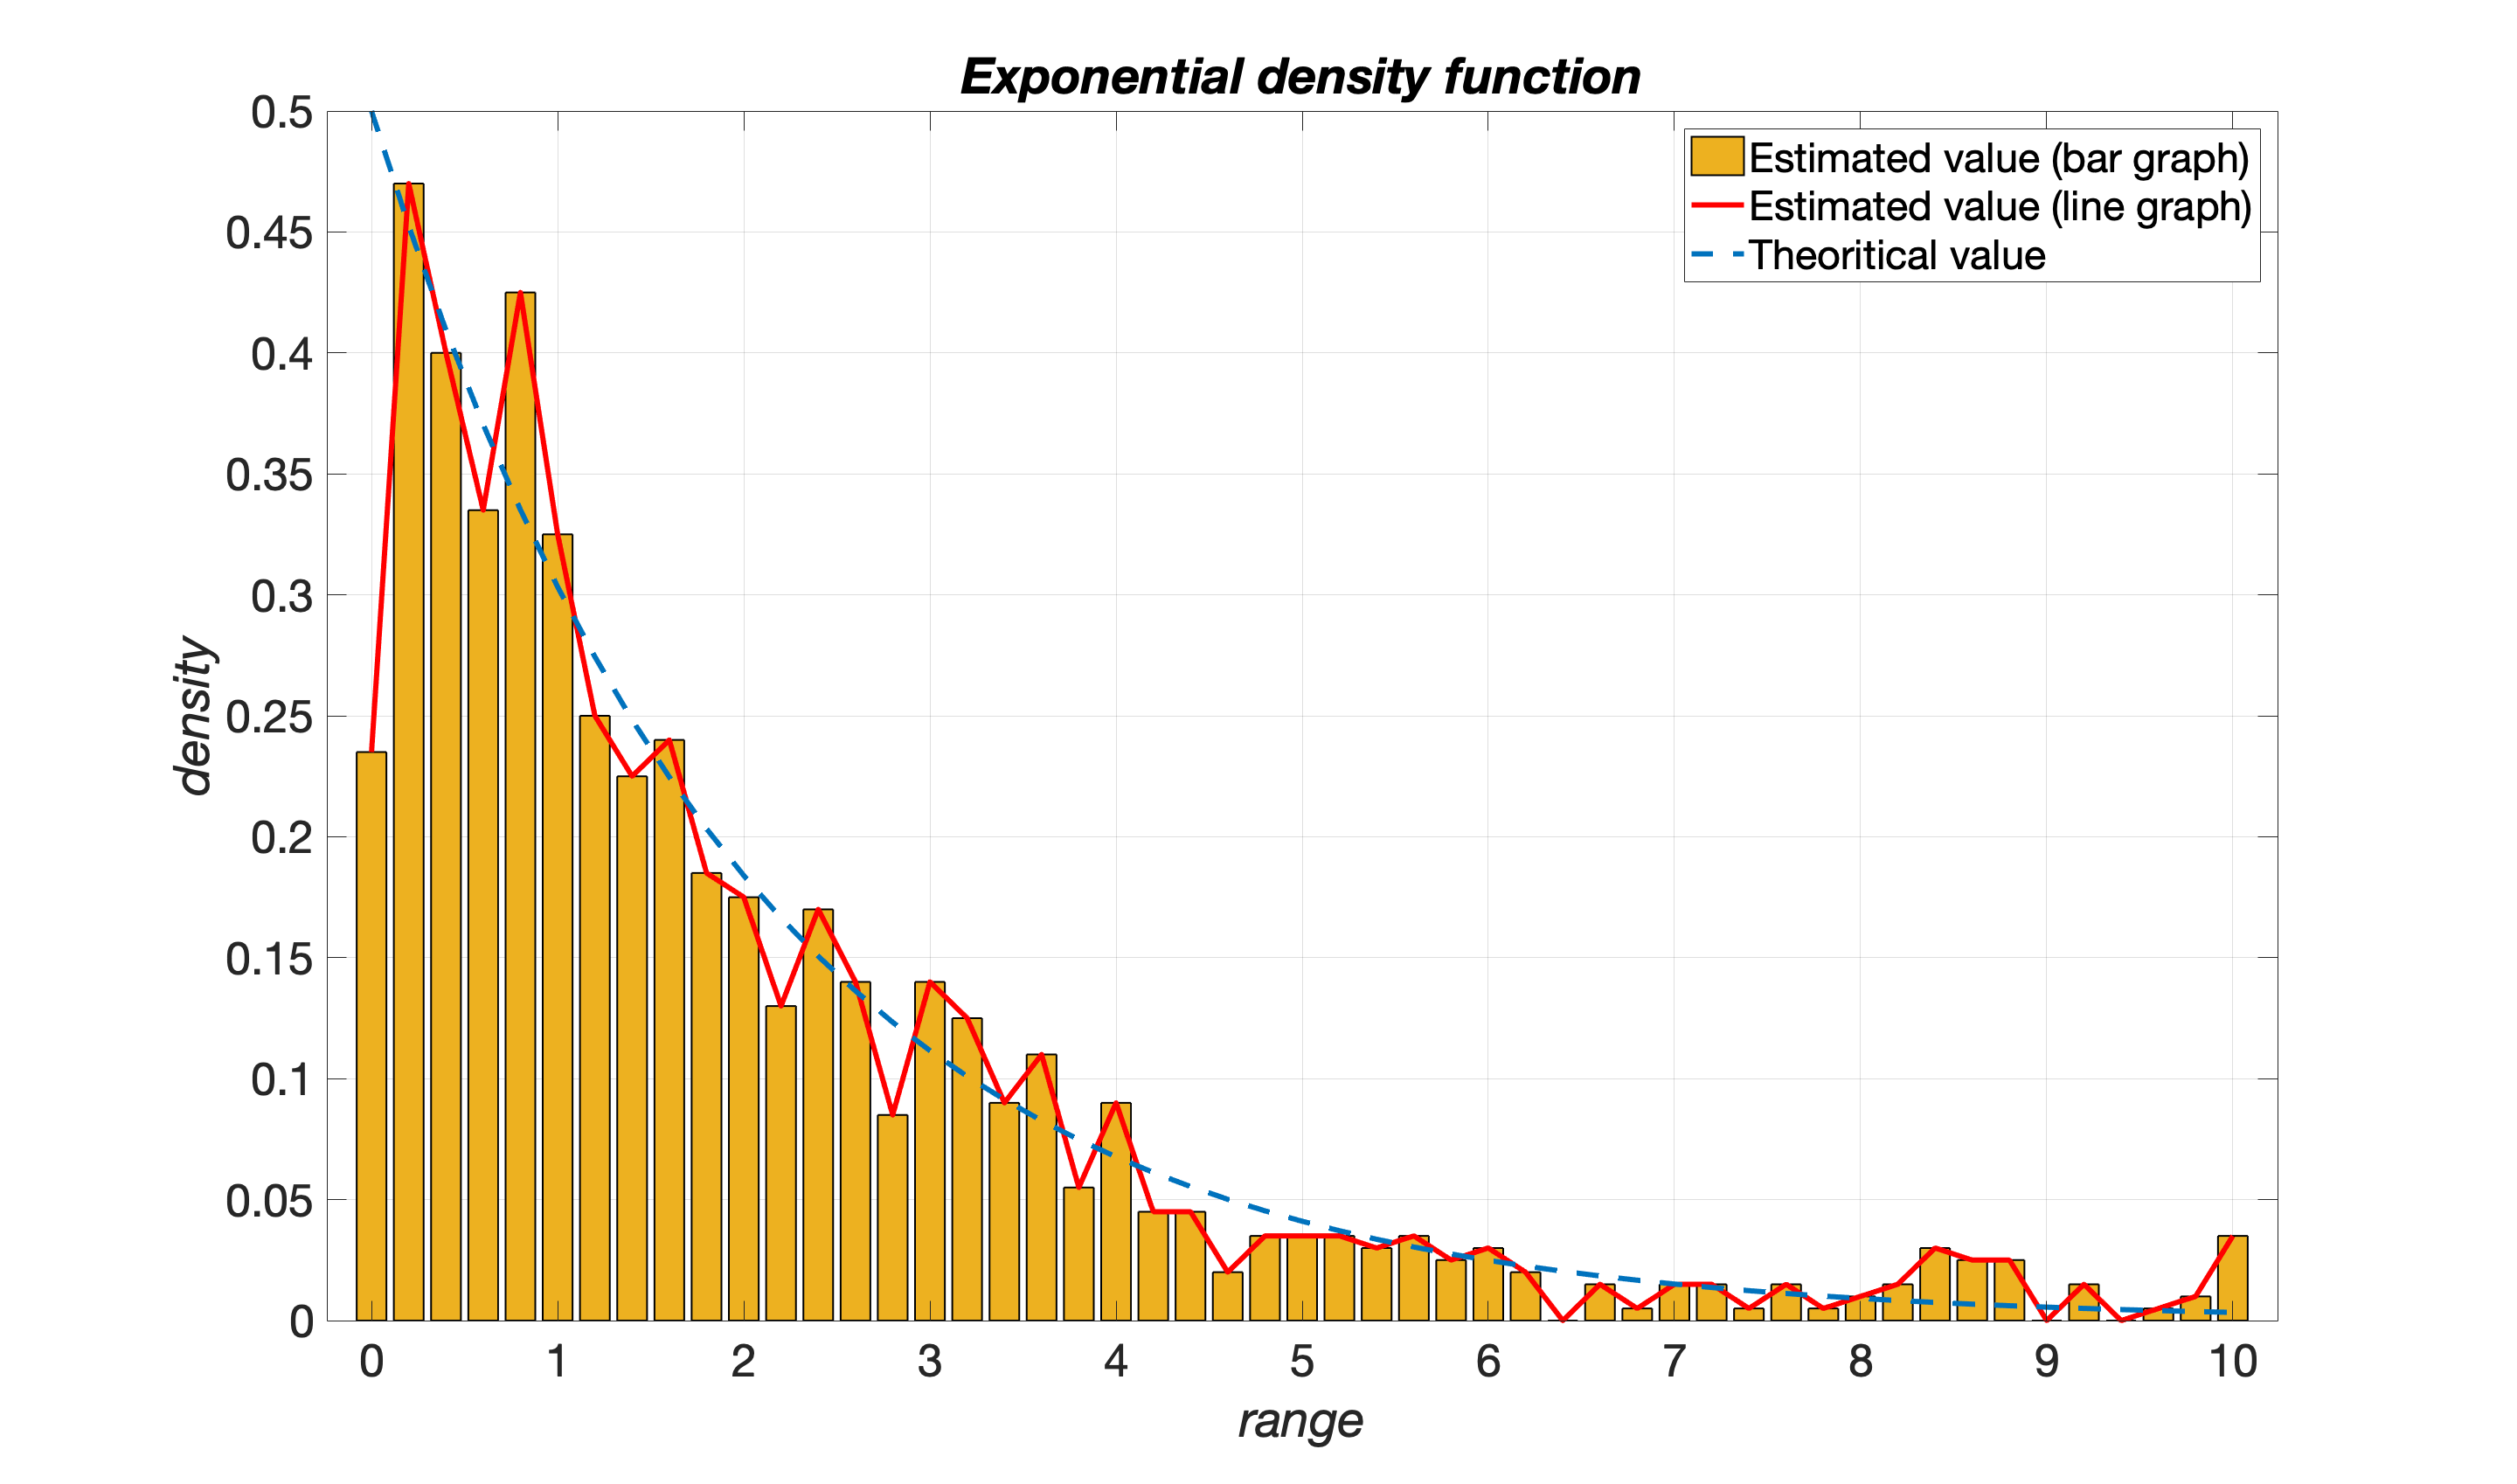 Exponential density function
Estimated value (bar graph)
Estimated value (line graph)
Theoritical value
0.5
0.45
0.4
0.35
0.3
0.25
0.2
0.15
0.1
0.05
0
density
0 1 2 3 4 5 6 7 8 9 10
range